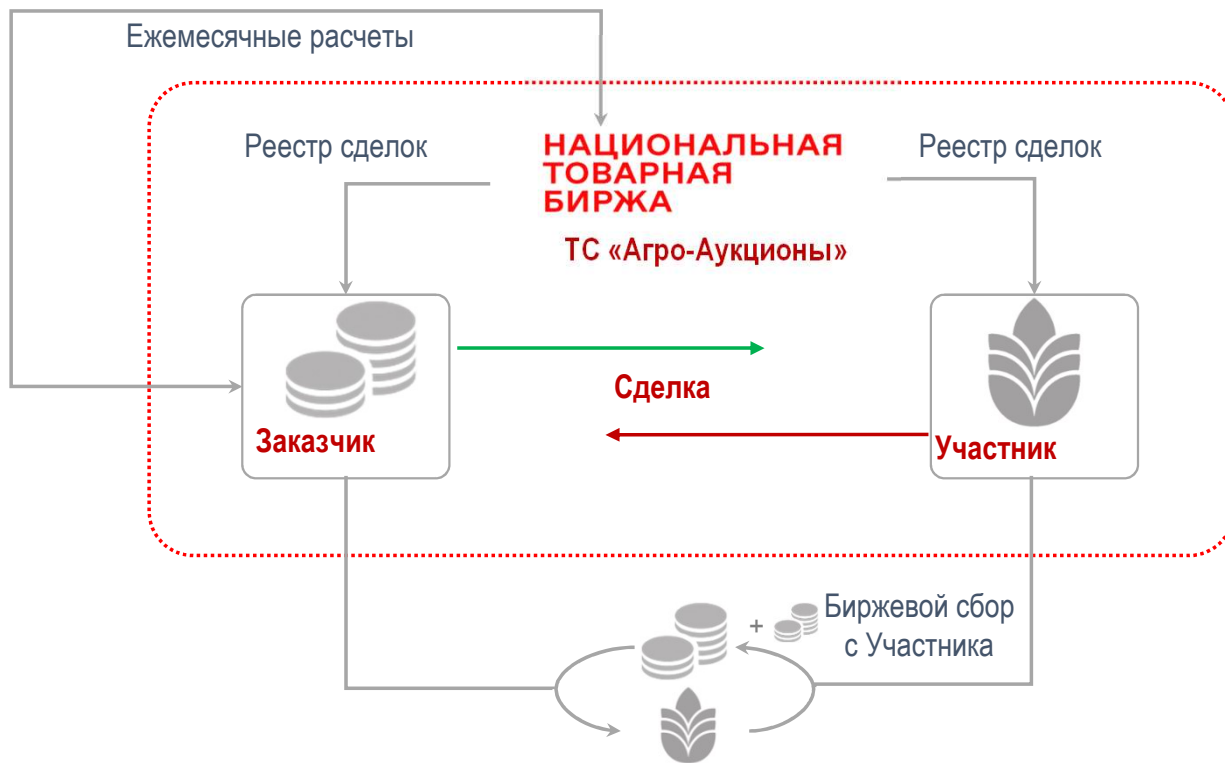 Ежемесячные расчеты
Реестр сделок
НАЦИОНАЛЬНАЯ
ТОВАРНАЯ
БИРЖА
Реестр сделок
ТС «Агро-Аукционы»
Сделка
Заказчик
Участник
+
Биржевой сбор
с Участника